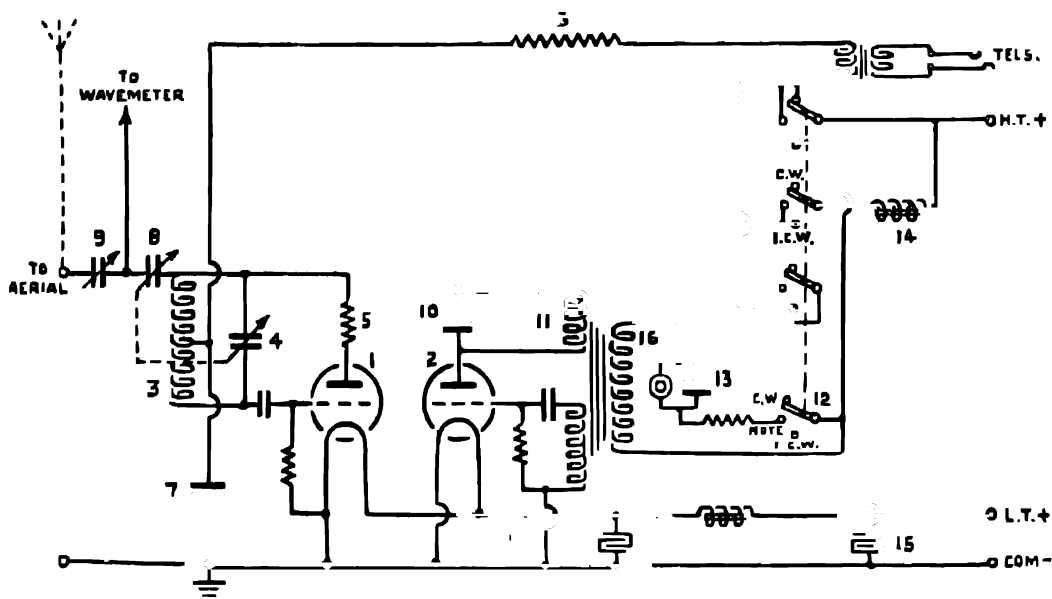 TELS.
TO
WAVEMETER
H.T.+
C.W.
I.C.W.
14
9
8
TO
AERIAL
4
5
10
11
16
3
1
2
13
C.W
12
NOTE
I.C.W.
7
L.T.+
15
COM-